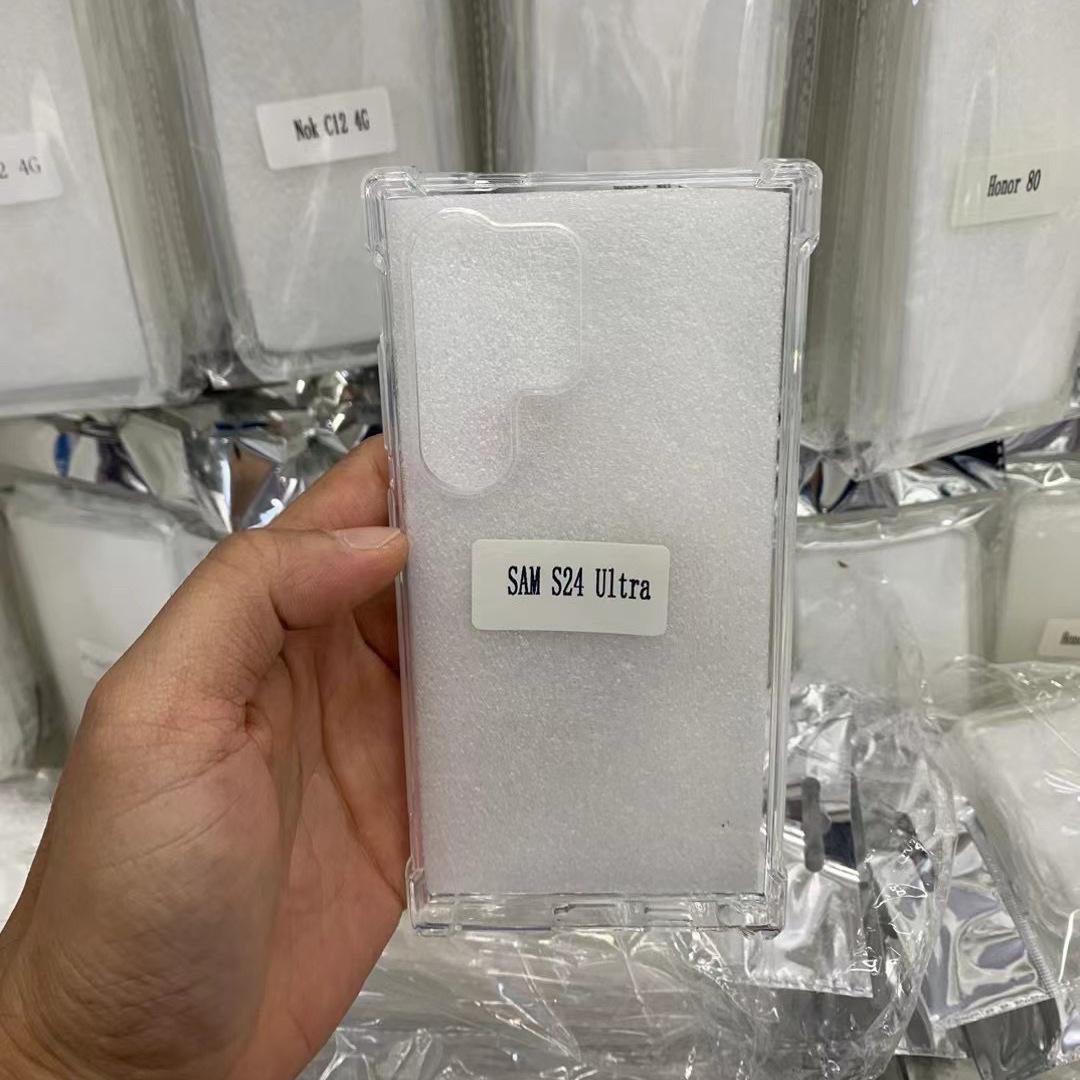 Nok C12 4G
2 4G
Honor 80
SAM S24 Ultra